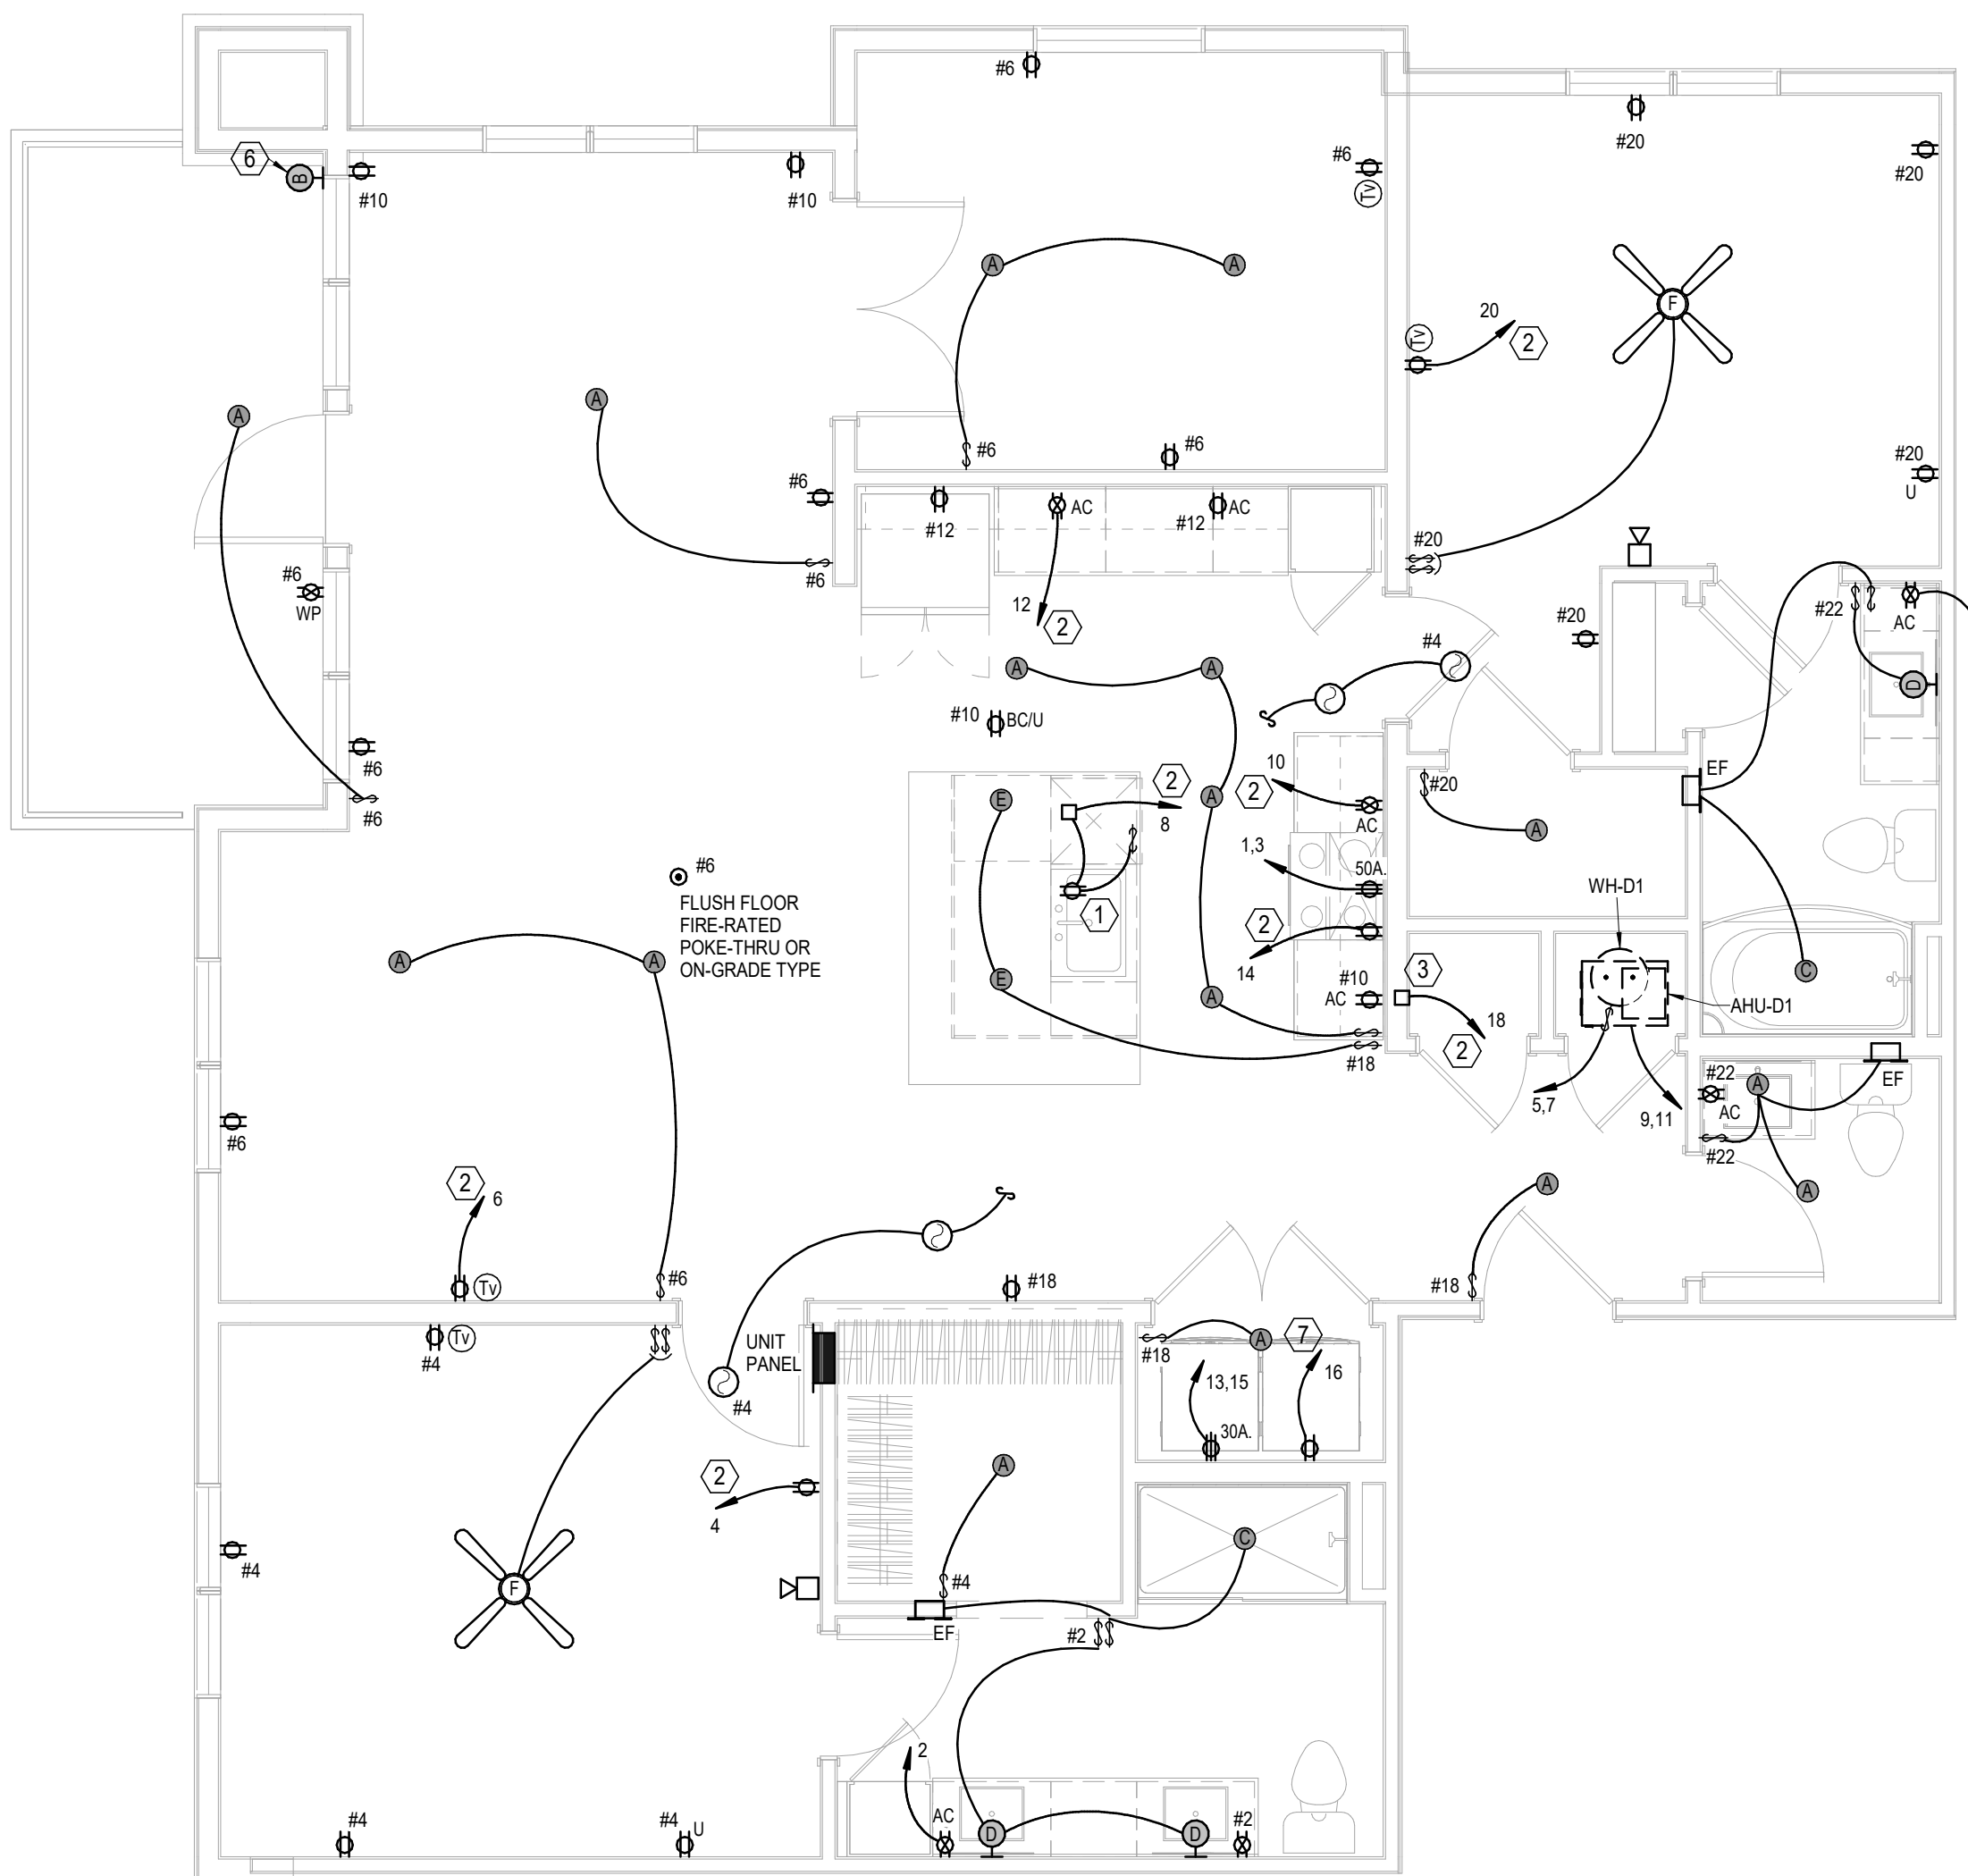 #6
6
B
#10
#10
#6
Tv
#20
#20
A
A
F
20
2
Tv
A
A
#6
#6
#20
U
#6
#12
AC
#12
AC
#6
#20
#6
WP
12
2
#20
#22
AC
A
A
#4
D
#10
BC/U
#6
#6
E
2
8
10
2
A
AC
#20
A
EF
1,3
50A.
#6
FLUSH FLOOR
FIRE-RATED
POKE-THRU OR
ON-GRADE TYPE
1
2
14
WH-D1
A
A
E
A
#10
AC
3
18
2
C
AHU-D1
#18
5,7
9,11
#22
AC
A
EF
#22
#6
2
6
A
A
Tv
#6
#18
#18
#4
Tv
UNIT
PANEL
#4
#18
A
7
13,15
16
30A.
2
4
A
#4
F
C
#4
EF
#2
2
#4
#4
U
AC
D
D
#2